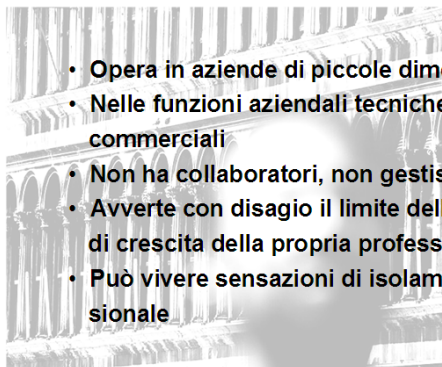 • Opera in aziende di piccole dim
• Nelle funzioni aziendali tecniche
commerciali
• Non ha collaboratori, non gestis
• Avverte con disagio il limite del
di crescita della propria profess
• Può vivere sensazioni di isolam
sionale